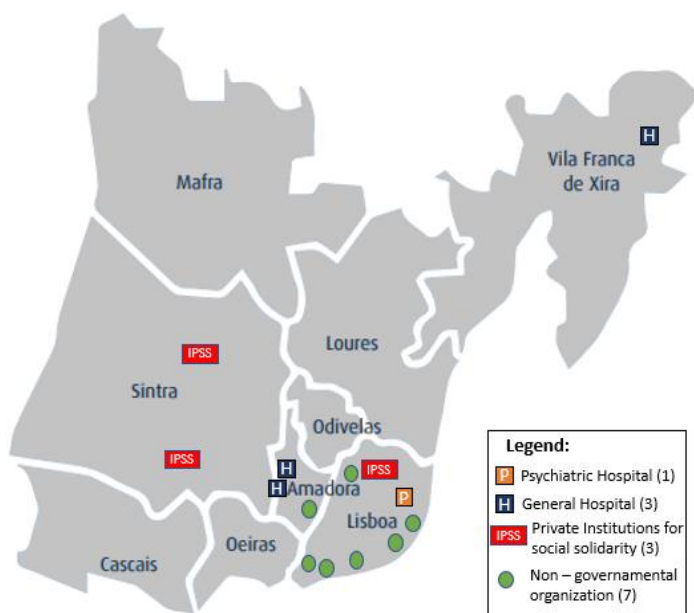 H
Vila Franca
de Xira
Mafra
Loures
IPSS
Sintra
Odivelas
IPSS
H
IPSS
H
Amadora
P
Lisboa
Oeiras
Cascais
Legend:
P Psychiatric Hospital (1)
H General Hospital (3)
IPSS Private Institutions for
social solidarity (3)
Non – governamental
organization (7)